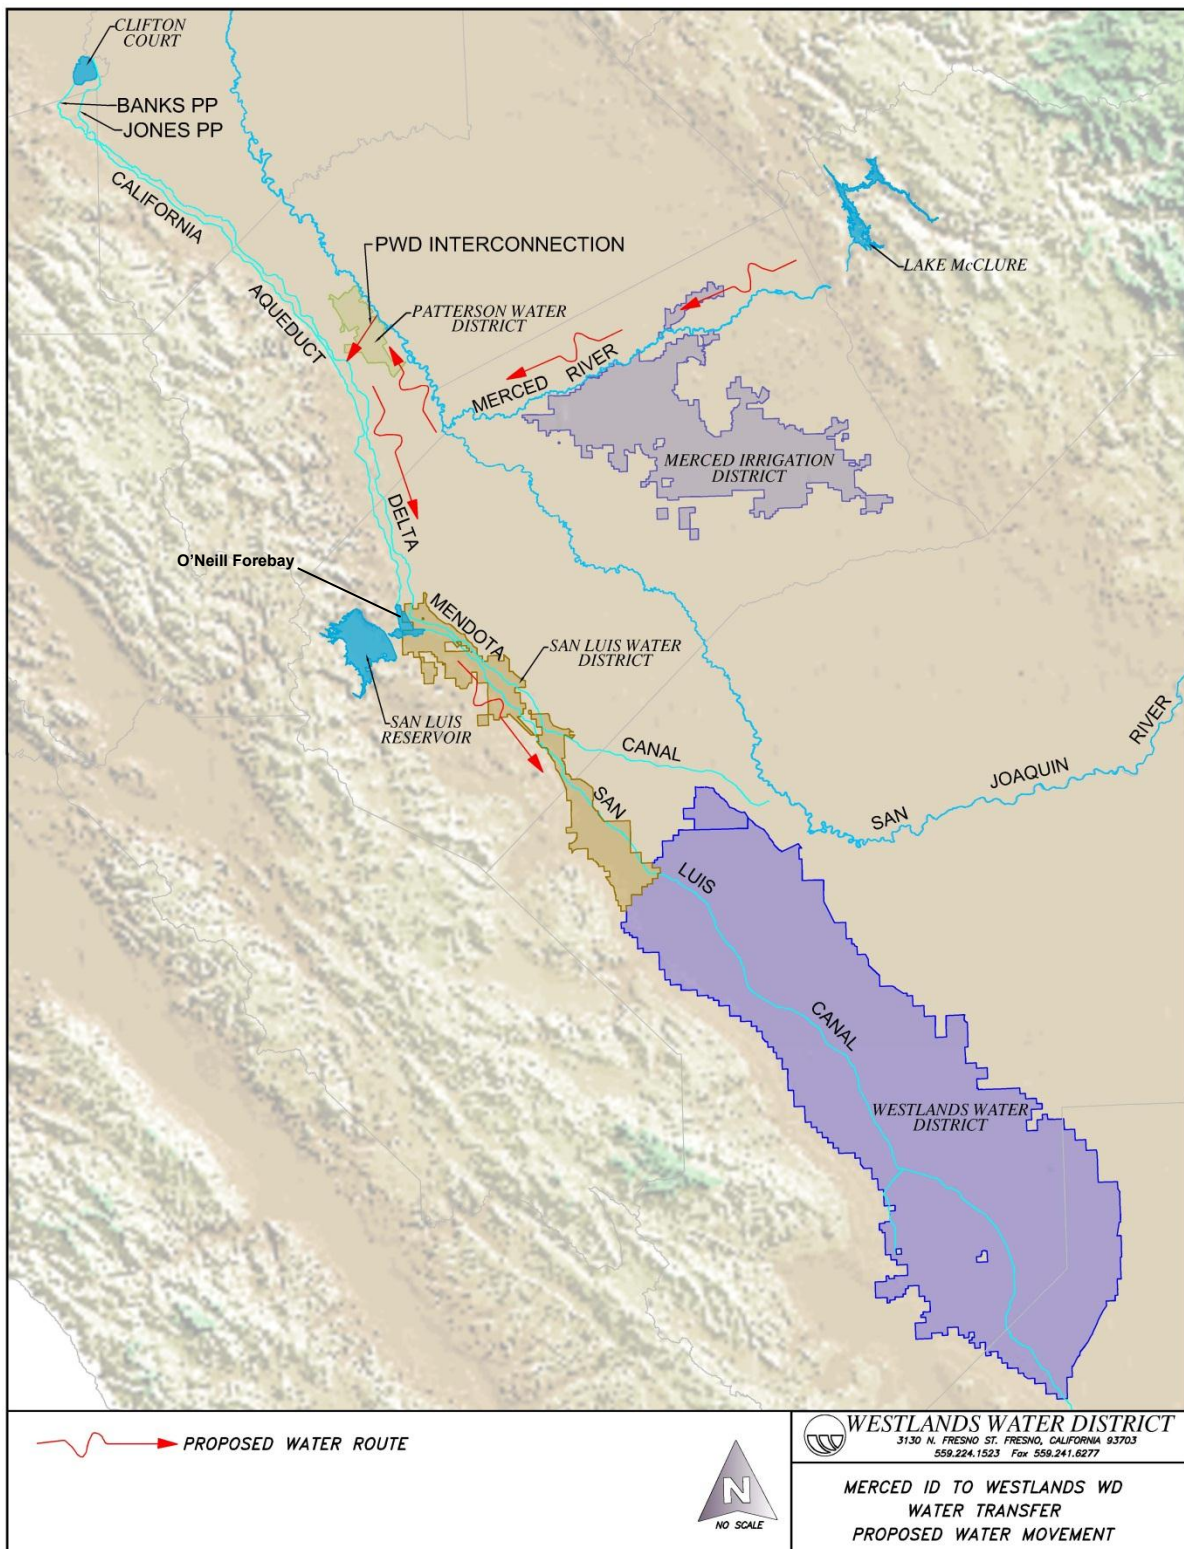 CLIFTON
COURT
BANKS PP
JONES PP
CALIFORNIA
AQUEDUCT
PWD INTERCONNECTION
PATTERSON WATER
DISTRICT
LAKE McCLURE
MERCED RIVER
MERCED IRRIGATION
DISTRICT
DELTA
O'Neill Forebay
MENDOTA
SAN LUIS WATER
DISTRICT
SAN LUIS
RESERVOIR
CANAL
SAN
JOAQUIN
RIVER
SAN
LUIS
CANAL
WESTLANDS WATER
DISTRICT
PROPOSED WATER ROUTE
N
NO SCALE
WESTLANDS WATER DISTRICT
3130 N. FRESNO ST. FRESNO, CALIFORNIA 93703
559.224.1523 Fax 559.241.6277
MERCED ID TO WESTLANDS WD
WATER TRANSFER
PROPOSED WATER MOVEMENT